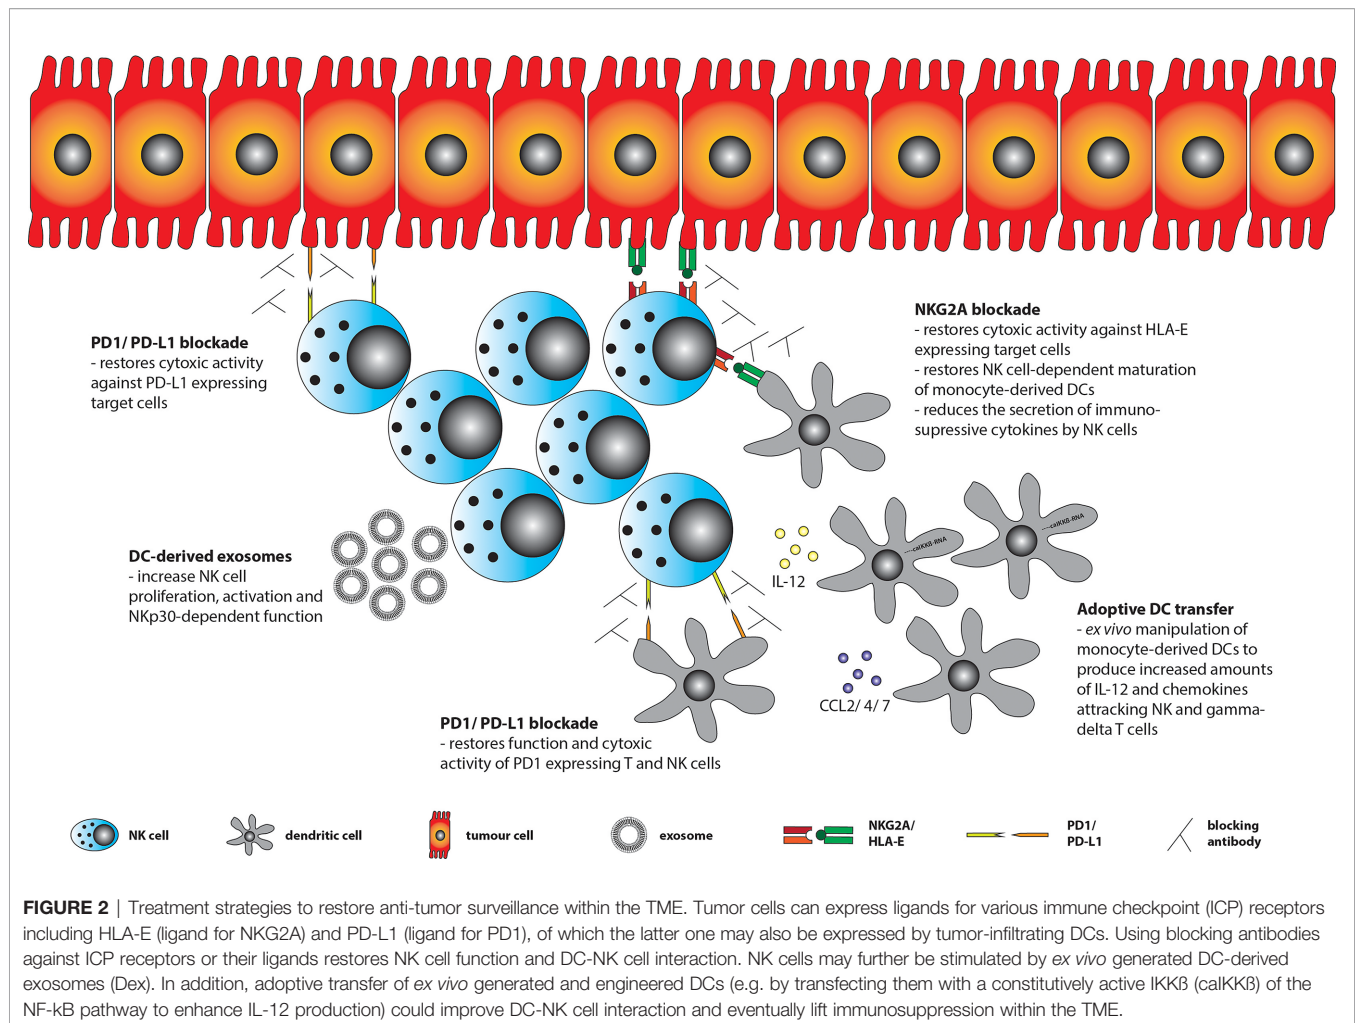 PD1/ PD-L1 blockade
- restores cytoxic activity
against PD-L1 expressing
target cells
NKG2A blockade
- restores cytoxic activity against HLA-E
expressing target cells
- restores NK cell-dependent maturation
of monocyte-derived DCs
- reduces the secretion of immuno-
supressive cytokines by NK cells
DC-derived exosomes
- increase NK cell
proliferation, activation and
NKp30-dependent function
IL-12
caIKKß-RNA
caIKKß-RNA
CCL2/ 4/ 7
Adoptive DC transfer
- ex vivo manipulation of
monocyte-derived DCs to
produce increased amounts
of IL-12 and chemokines
attracking NK and gamma-
delta T cells
PD1/ PD-L1 blockade
- restores function and cytoxic
activity of PD1 expressing T and NK cells
NK cell
dendritic cell
tumour cell
exosome
NKG2A/
HLA-E
PD1/
PD-L1
blocking
antibody
FIGURE 2 | Treatment strategies to restore anti-tumor surveillance within the TME. Tumor cells can express ligands for various immune checkpoint (ICP) receptors
including HLA-E (ligand for NKG2A) and PD-L1 (ligand for PD1), of which the latter one may also be expressed by tumor-infiltrating DCs. Using blocking antibodies
against ICP receptors or their ligands restores NK cell function and DC-NK cell interaction. NK cells may further be stimulated by ex vivo generated DC-derived
exosomes (Dex). In addition, adoptive transfer of ex vivo generated and engineered DCs (e.g. by transfecting them with a constitutively active IKKß (caIKKß) of the
NF-kB pathway to enhance IL-12 production) could improve DC-NK cell interaction and eventually lift immunosuppression within the TME.